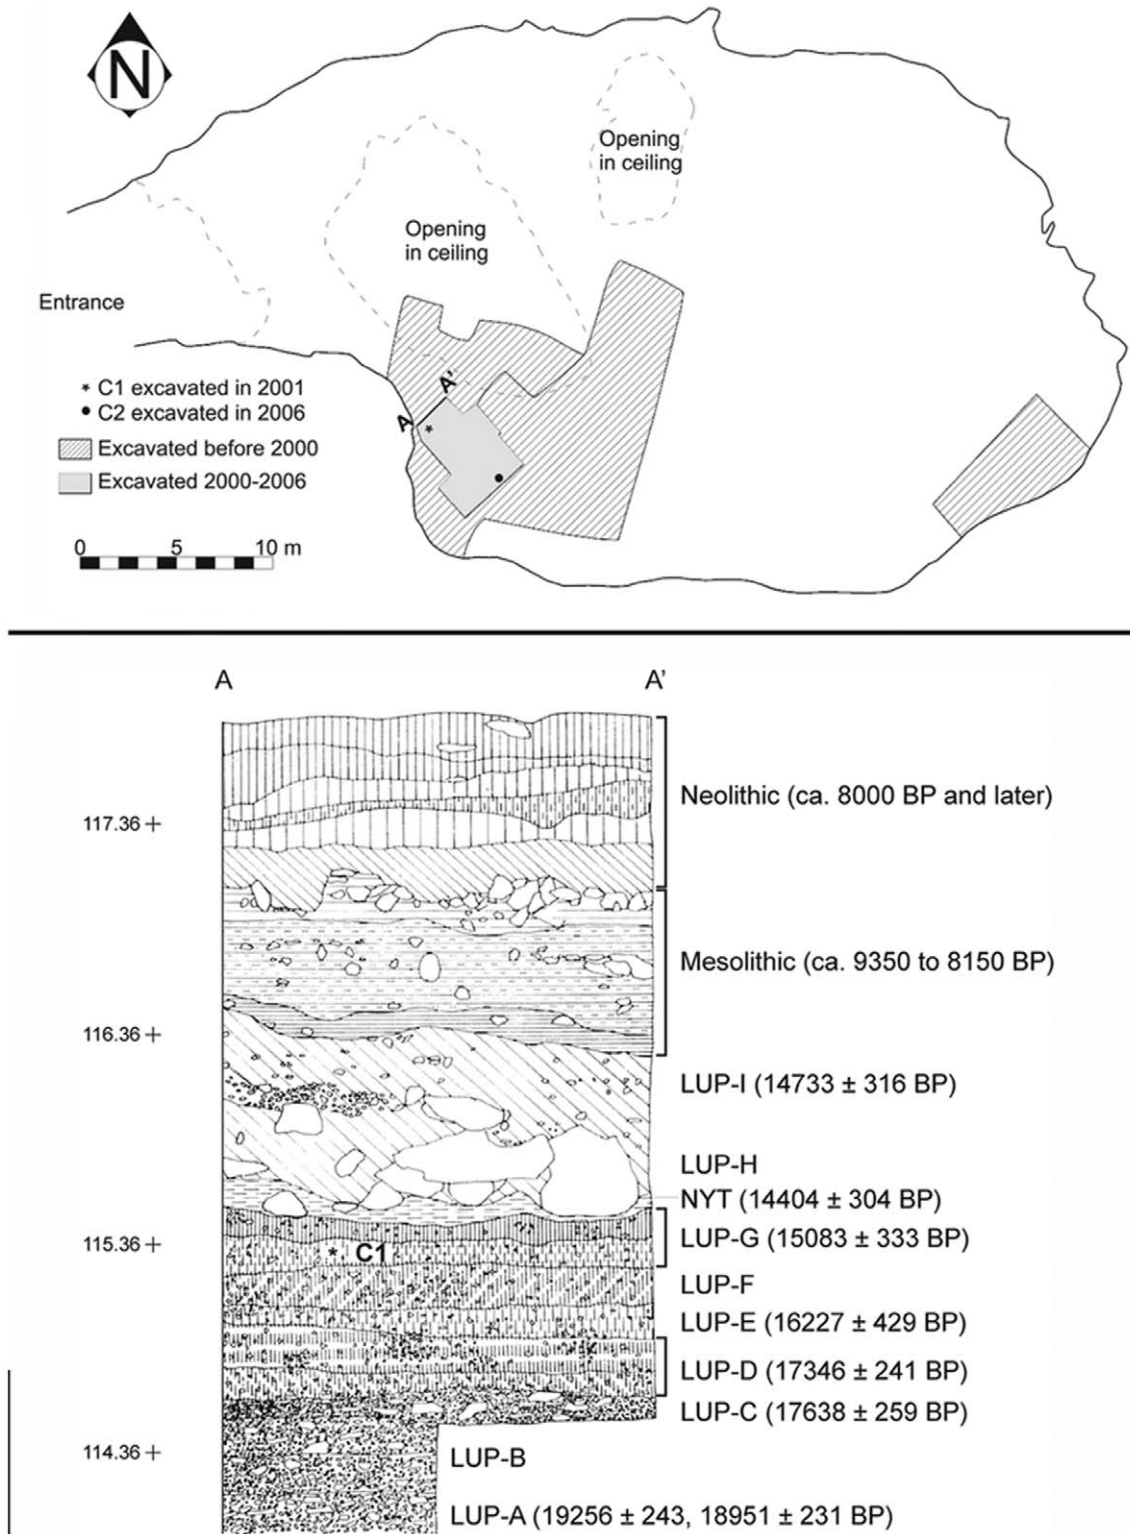 N
Opening
in ceiling
Opening
in ceiling
Entrance
A
A'
* C1 excavated in 2001
● C2 excavated in 2006
Excavated before 2000
Excavated 2000-2006
0 5 10 m
A A’
Neolithic (ca. 8000 BP and later)
117.36 +
Mesolithic (ca. 9350 to 8150 BP)
116.36 +
LUP-I (14733 ± 316 BP)
LUP-H
NYT (14404 ± 304 BP)
115.36 +
LUP-G (15083 ± 333 BP)
* C1
LUP-F
LUP-E (16227 ± 429 BP)
LUP-D (17346 ± 241 BP)
LUP-C (17638 ± 259 BP)
114.36 +
LUP-B
LUP-A (19256 ± 243, 18951 ± 231 BP)